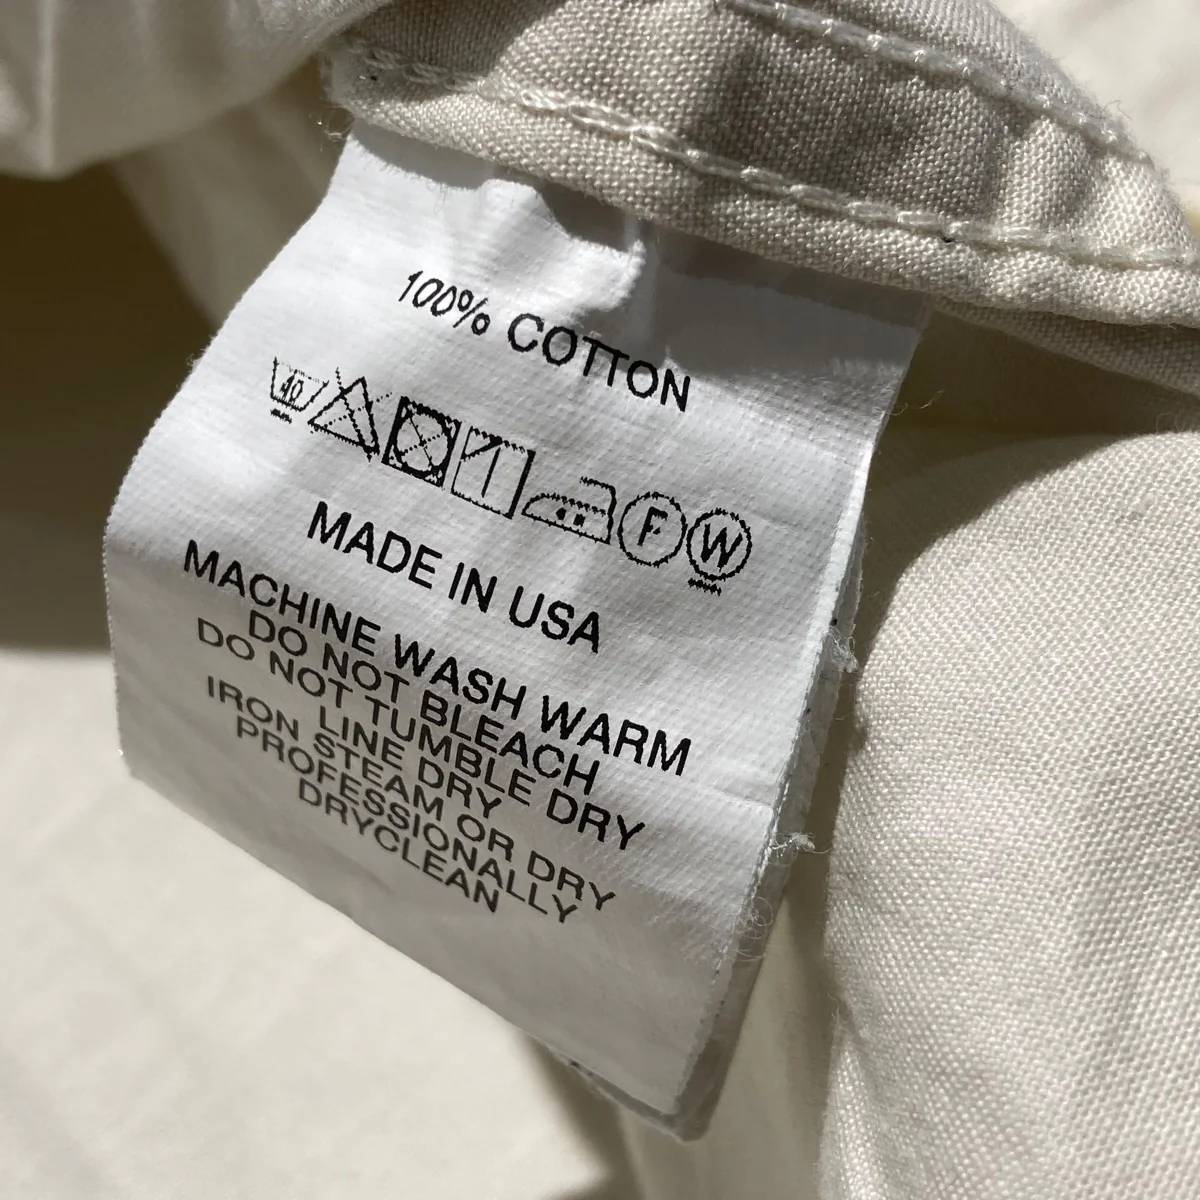 100% COTTON
40 F W
MADE IN USA
MACHINE WASH WARM
DO NOT BLEACH
DO NOT TUMBLE DRY
LINE DRY
IRON STEAM OR DRY
PROFESSIONALLY
DRYCLEAN